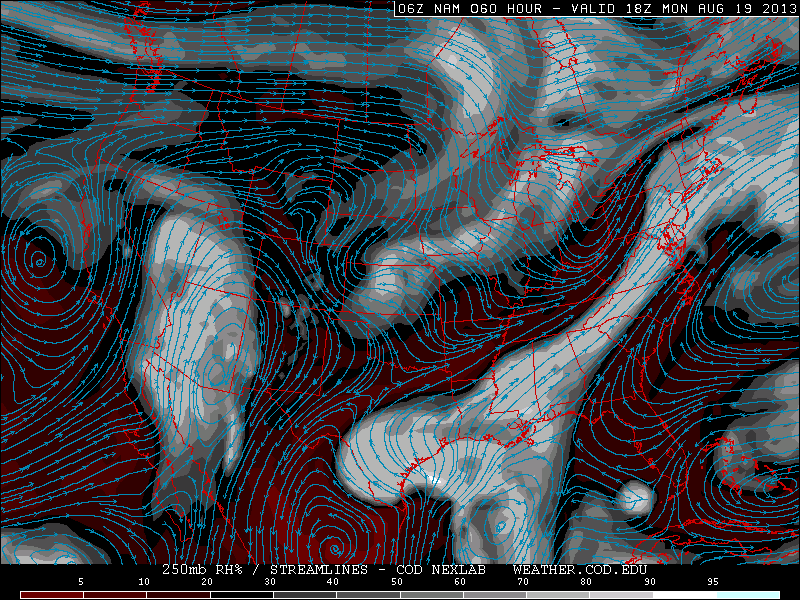 06Z NAM 060 HOUR - VALID 18Z MON AUG 19 2013
250mb RH% / STREAMLINES - COD NEXLAB WEATHER.COD.EDU
5 10 20 30 40 50 60 70 80 90 95